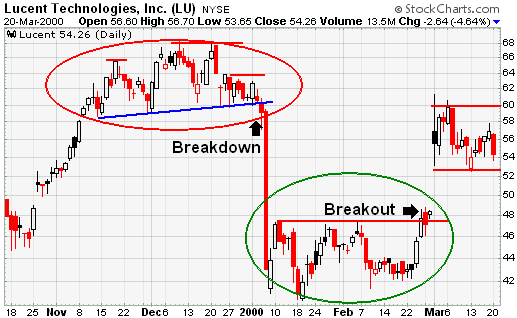 Lucent Technologies, Inc. (LU) NYSE © StockCharts.com
20-Mar-2000 Open 56.60 High 56.70 Low 53.65 Close 54.26 Volume 13.5M Chg -2.64 (-4.64%)
Lucent 54.26 (Daily)
68
66
64
62
60
58
56
54
52
50
48
46
44
42
Breakdown
Breakout
18 25 Nov 8 15 22 Dec 6 13 20 27 2000 10 18 24 Feb 7 14 22 Mar 6 13 20